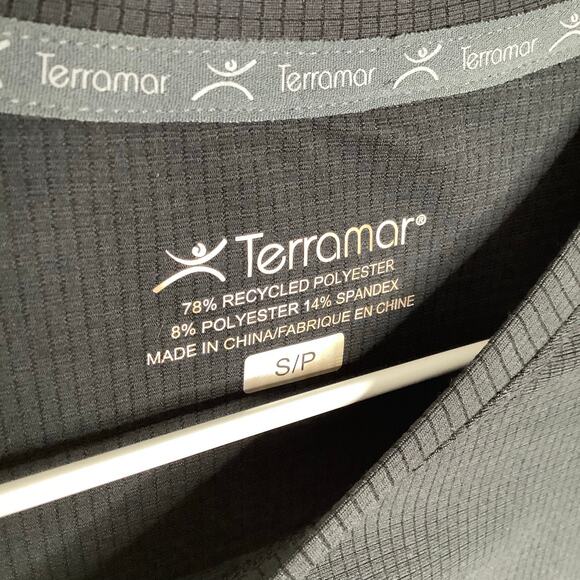 Terramar Terramar Terramar
Terramar®
78% RECYCLED POLYESTER
8% POLYESTER 14% SPANDEX
MADE IN CHINA/FABRIQUE EN CHINE
S/P